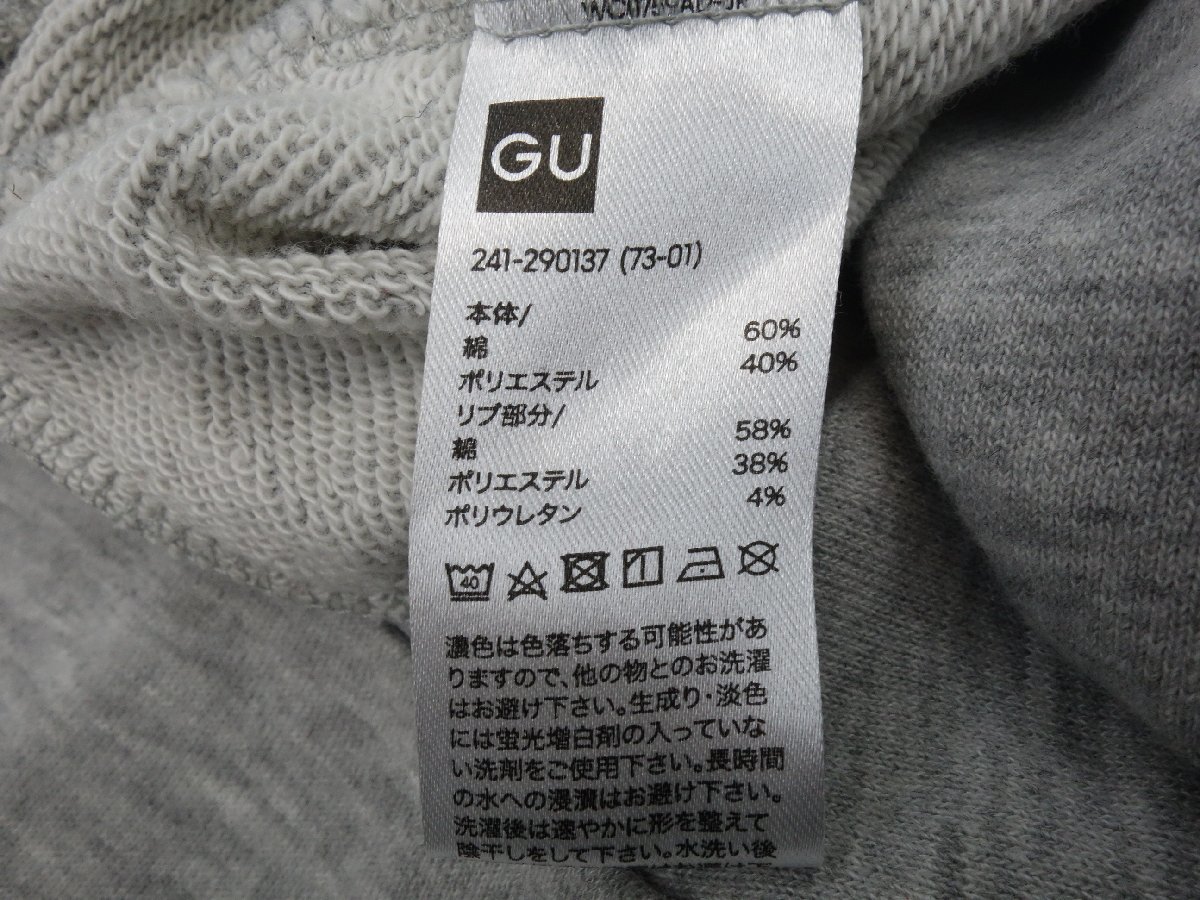 GU
241-290137 (73-01)
本体/
綿 60%
ポリエステル 40%
リブ部分/
綿 58%
ポリエステル 38%
ポリウレタン 4%
40
濃色は色落ちする可能性があ
りますので、他の物とのお洗濯
はお避け下さい。生成り・淡色
には蛍光増白剤の入っていな
い洗剤をご使用下さい。長時間
の水への浸漬はお避け下さい。
洗濯後は速やかに形を整えて
陰干しをして下さい。水洗い後